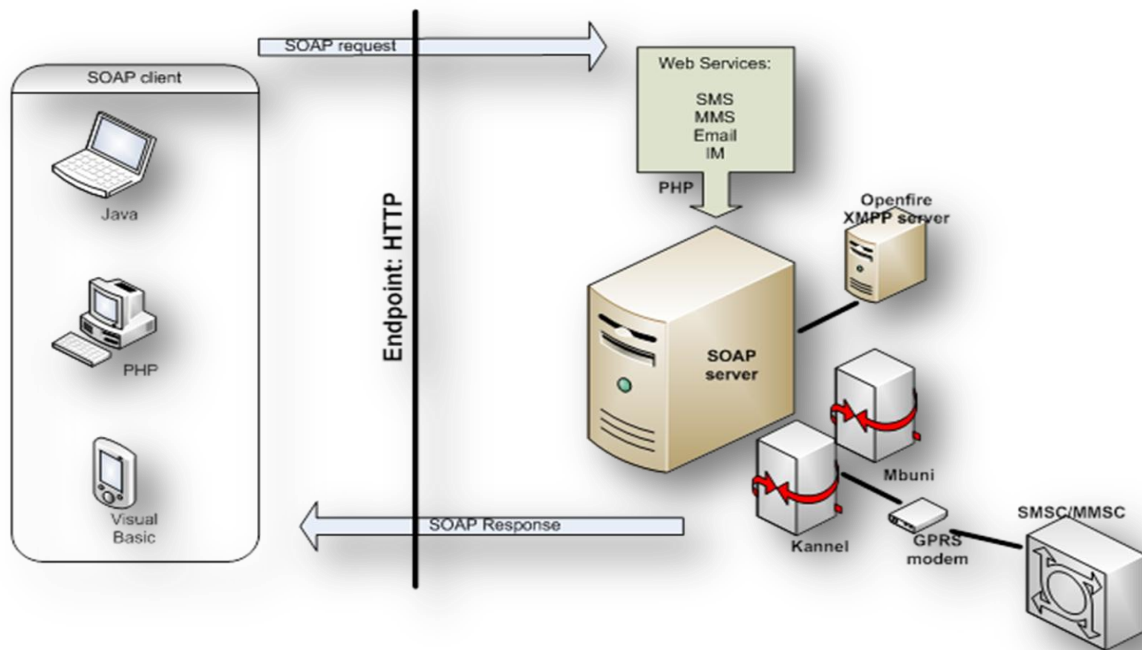 SOAP request
SOAP client
Java
PHP
Visual
Basic
Endpoint: HTTP
Web Services:
SMS
MMS
Email
IM
PHP
Openfire
XMPP server
SOAP
server
Mbuni
Kannel
GPRS
modem
SMSC/MMSC
SOAP Response